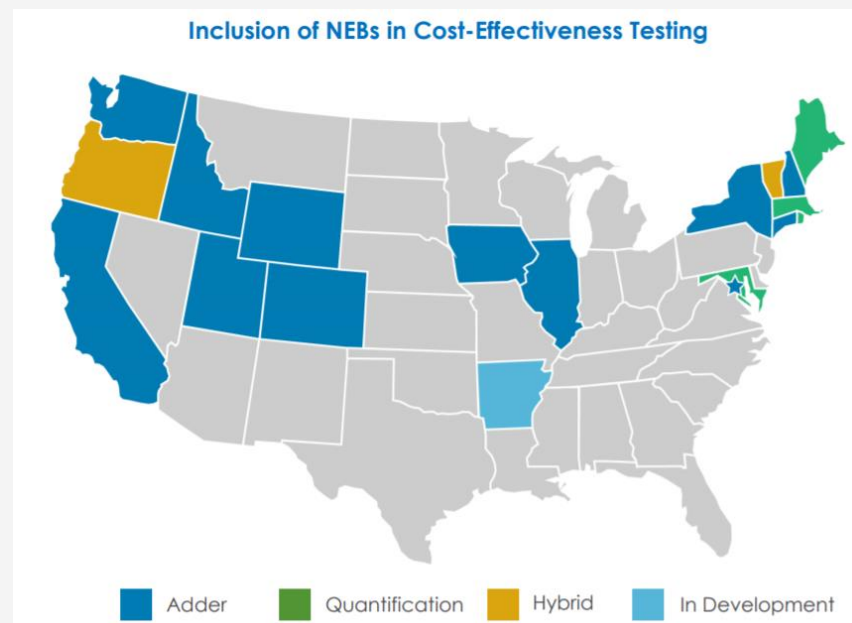 Inclusion of NEBs in Cost-Effectiveness Testing
Adder Quantification Hybrid In Development